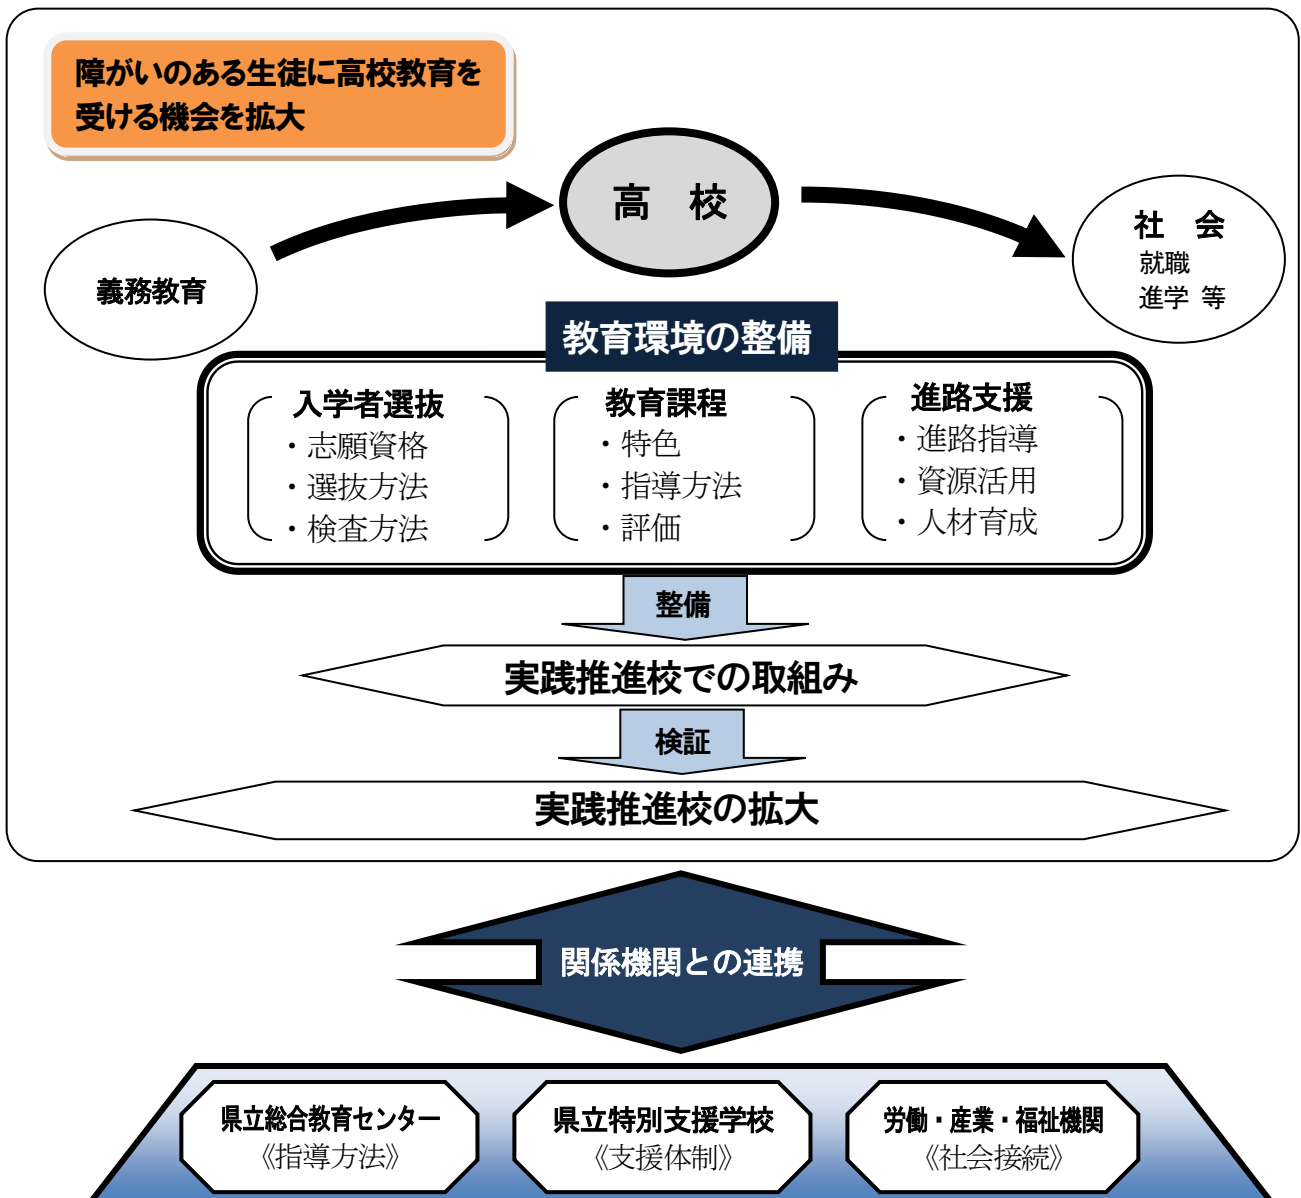 障がいのある生徒に高校教育を
受ける機会を拡大
高　校
義務教育
社　会
就職
進学 等
教育環境の整備
入学者選抜
・志願資格
・選抜方法
・検査方法
教育課程
・特色
・指導方法
・評価
進路支援
・進路指導
・資源活用
・人材育成
整備
実践推進校での取組み
検証
実践推進校の拡大
関係機関との連携
県立総合教育センター
《指導方法》
県立特別支援学校
《支援体制》
労働・産業・福祉機関
《社会接続》